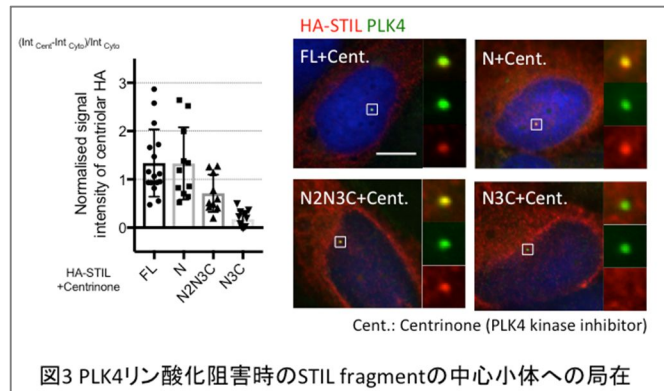 (Int Cent-Int Cyto)/Int Cyto
Normalised signal
intensity of centriolar HA
3
2
1
0
HA-STIL
+Centrinone
FL
N
N2N3C
N3C
HA-STIL PLK4
FL+Cent.
N+Cent.
N2N3C+Cent.
N3C+Cent.
Cent.: Centrinone (PLK4 kinase inhibitor)
図3 PLK4リン酸化阻害時のSTIL fragmentの中心小体への局在